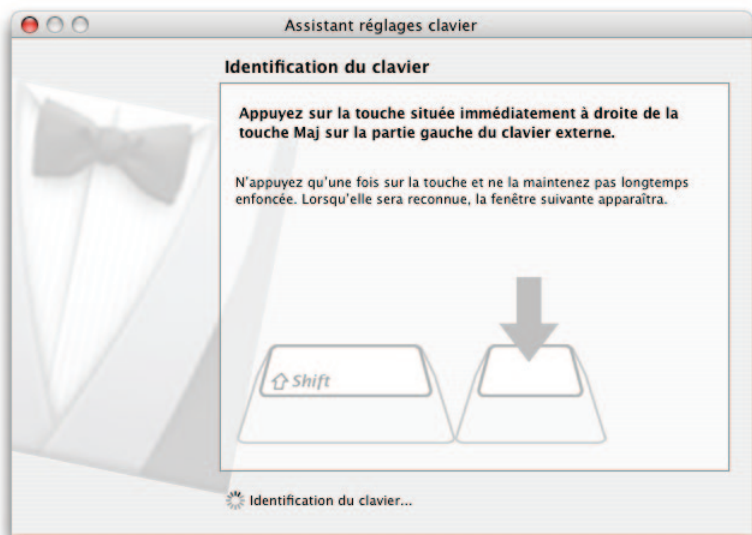 Assistant réglages clavier
Identification du clavier
Appuyez sur la touche située immédiatement à droite de la
touche Maj sur la partie gauche du clavier externe.
N'appuyez qu'une fois sur la touche et ne la maintenez pas longtemps
enfoncée. Lorsqu'elle sera reconnue, la fenêtre suivante apparaîtra.
Shift
Identification du clavier...